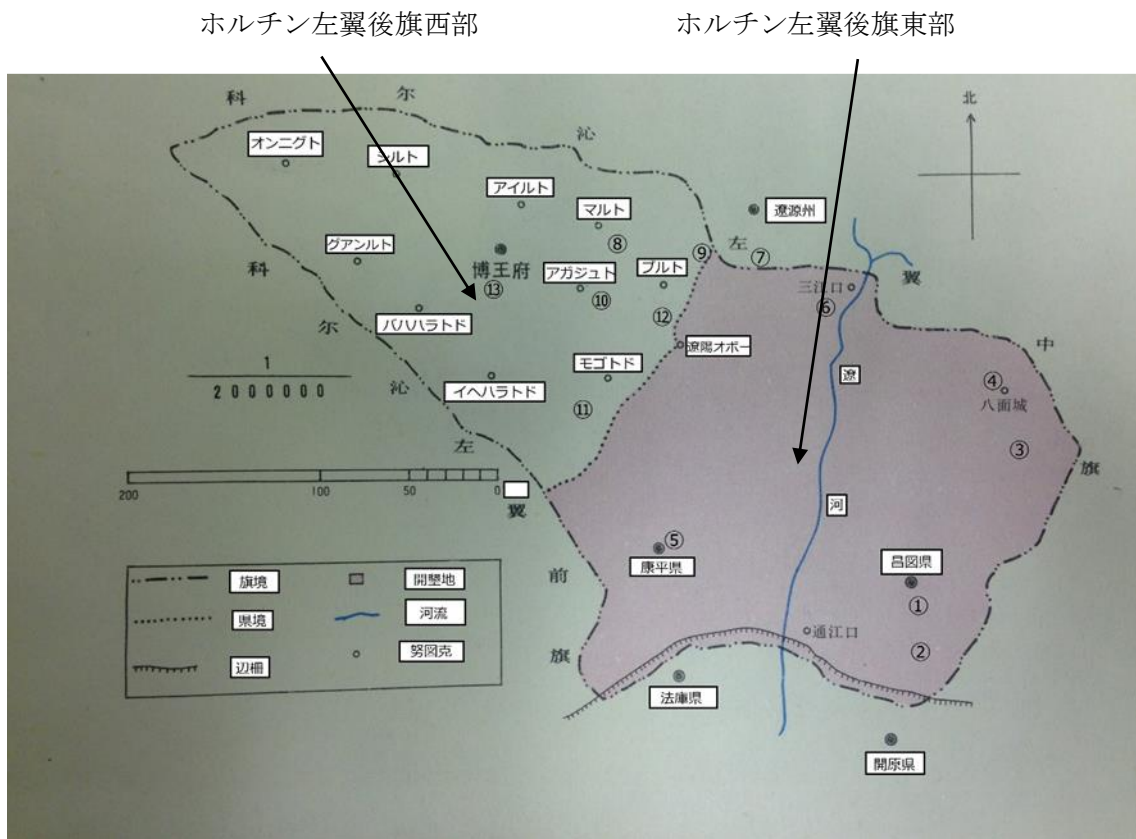 ホルチン左翼後旗西部
ホルチン左翼後旗東部
科
尔
沁
左
翼
中
旗
北
オンニグト
シルト
アイルト
マルト
⑧
遼源州
⑨
⑦
グアンルト
博王府
⑬
アガジュト
⑩
ブルト
⑫
三江口
⑥
科
尔
沁
左
翼
前
旗
バハハラトド
遼陽オボー
1
2000000
イヘハラトド
モゴトド
⑪
遼
河
④
八面城
③
200
100
50
0
⑤
康平県
昌図県
①
通江口
②
法庫県
開原県
旗境
開墾地
県境
河流
辺柵
努図克